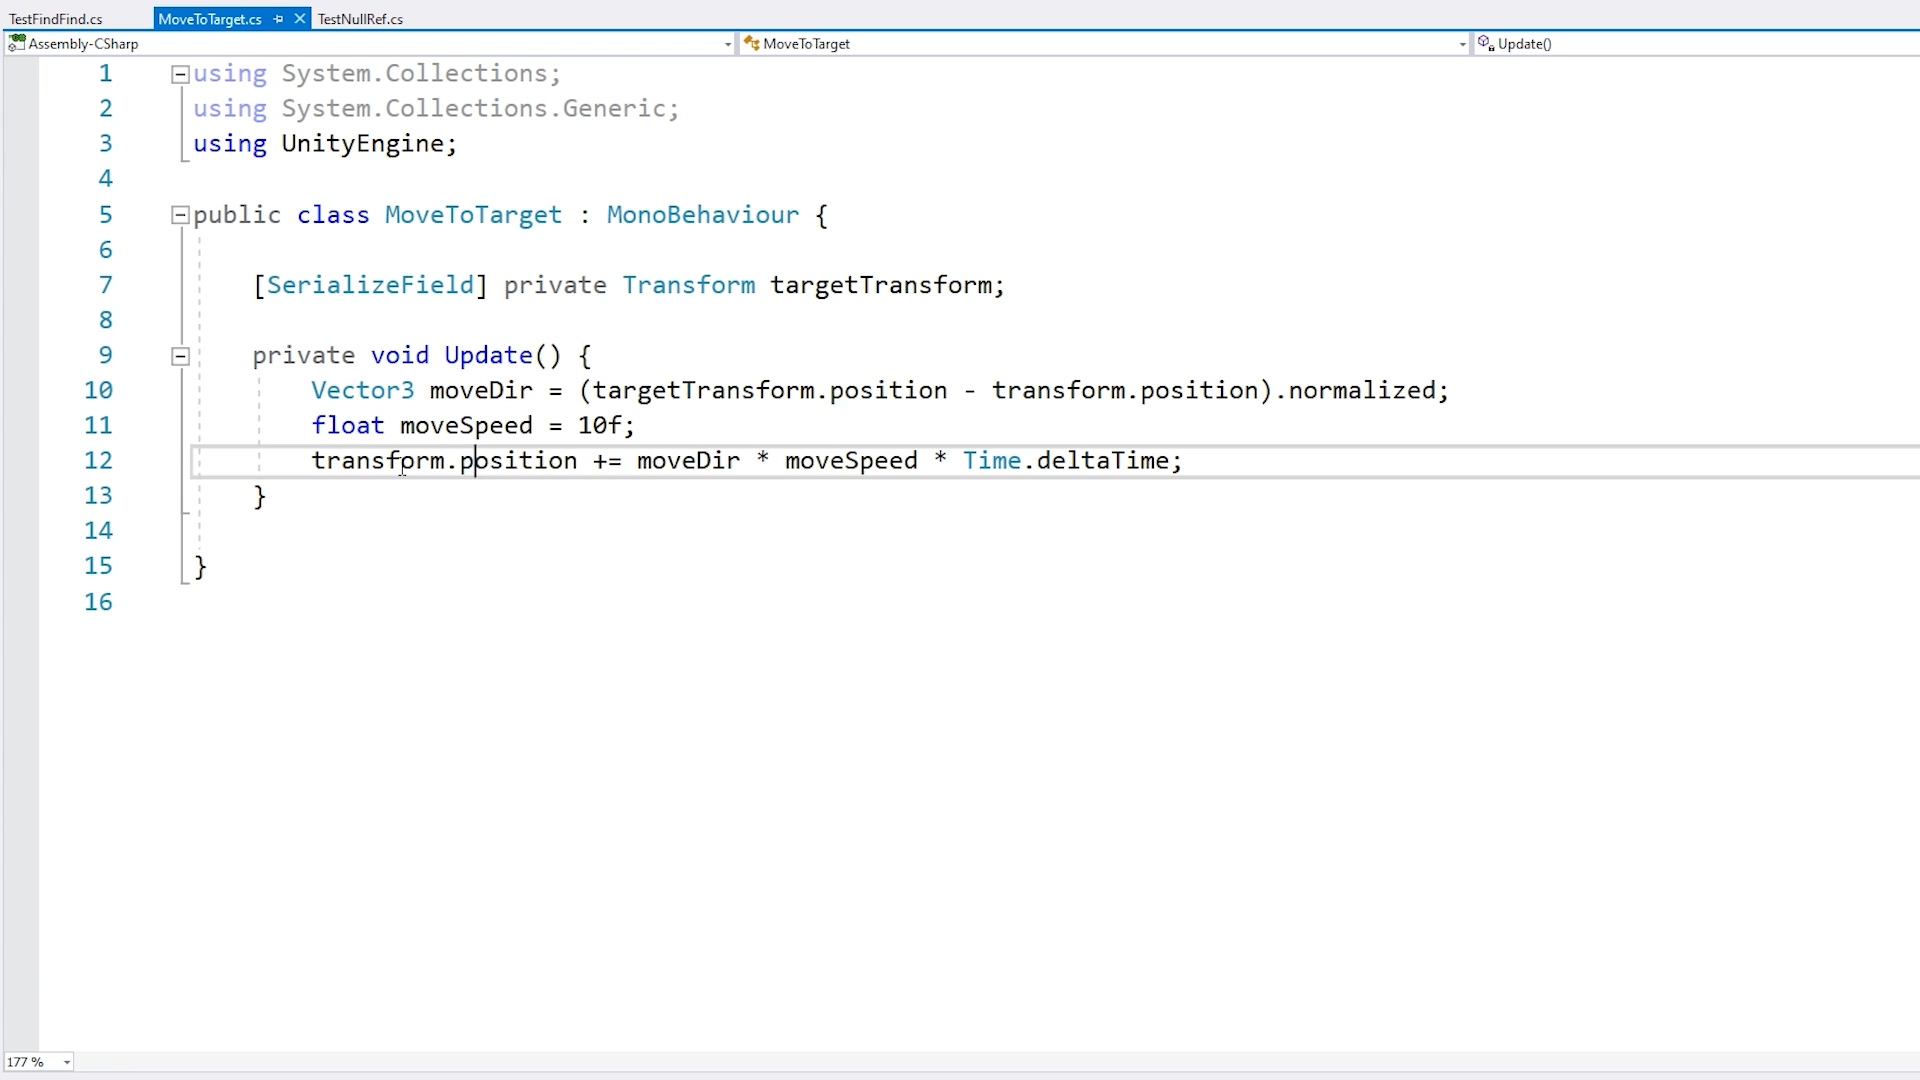 TestFindFind.cs MoveToTarget.cs TestNullRef.cs
Assembly-CSharp MoveToTarget Update()
1 using System.Collections;
2 using System.Collections.Generic;
3 using UnityEngine;
4
5 public class MoveToTarget : MonoBehaviour {
6
7 [SerializeField] private Transform targetTransform;
8
9 private void Update() {
10 Vector3 moveDir = (targetTransform.position - transform.position).normalized;
11 float moveSpeed = 10f;
12 transform.position += moveDir * moveSpeed * Time.deltaTime;
13 }
14
15 }
16
177 %